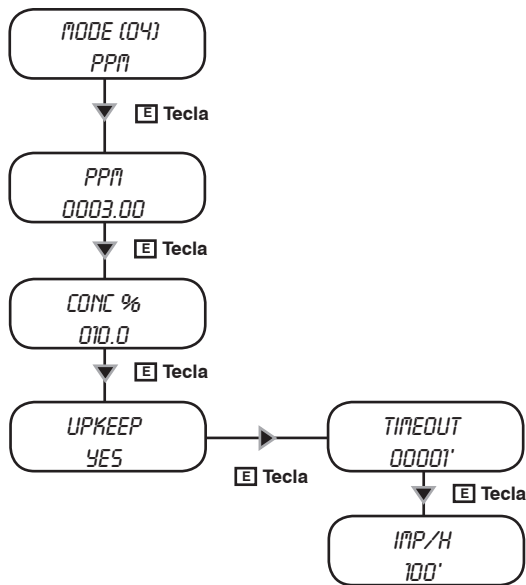 MODE (04)
PPM
E Tecla
PPM
0003.00
E Tecla
CONC %
010.0
E Tecla
UPKEEP
YES
E Tecla
TIMEOUT
00001'
E Tecla
IMP/H
100'